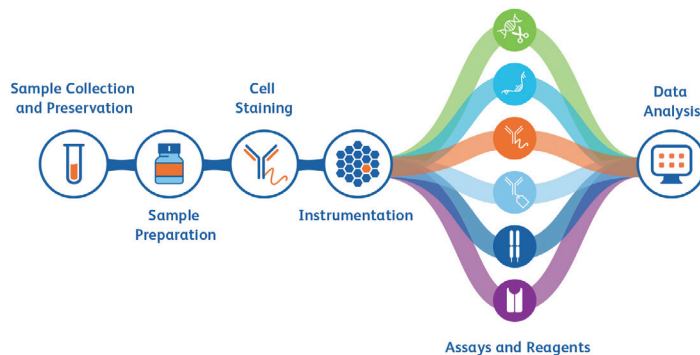 Sample Collection
and Preservation
Sample
Preparation
Cell
Staining
Instrumentation
Assays and Reagents
Data
Analysis